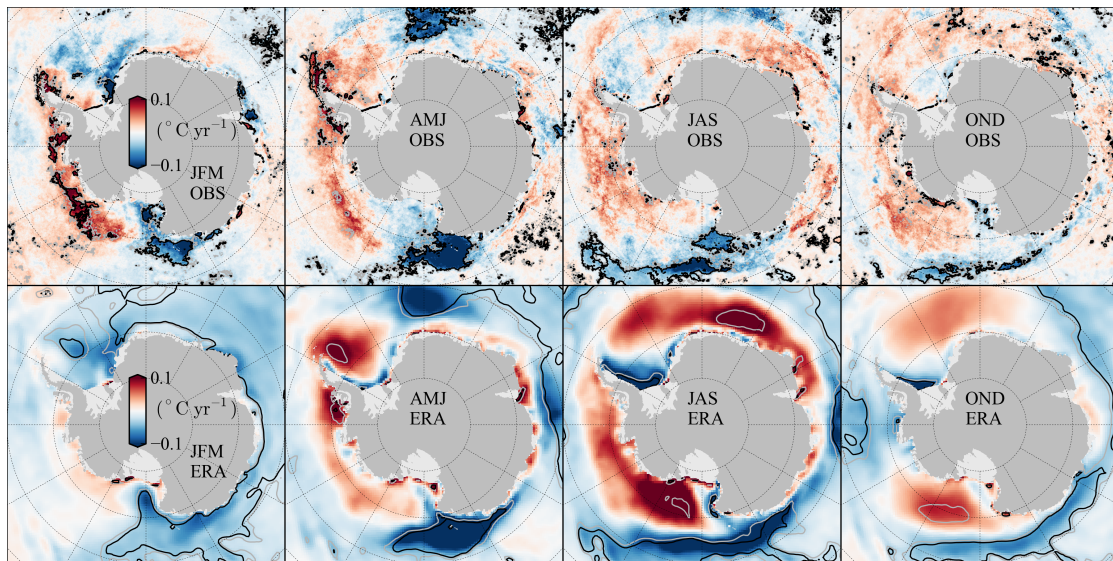 0.1
(°C yr⁻¹)
−0.1
JFM
OBS
AMJ
OBS
JAS
OBS
OND
OBS
0.1
(°C yr⁻¹)
−0.1
JFM
ERA
AMJ
ERA
JAS
ERA
OND
ERA